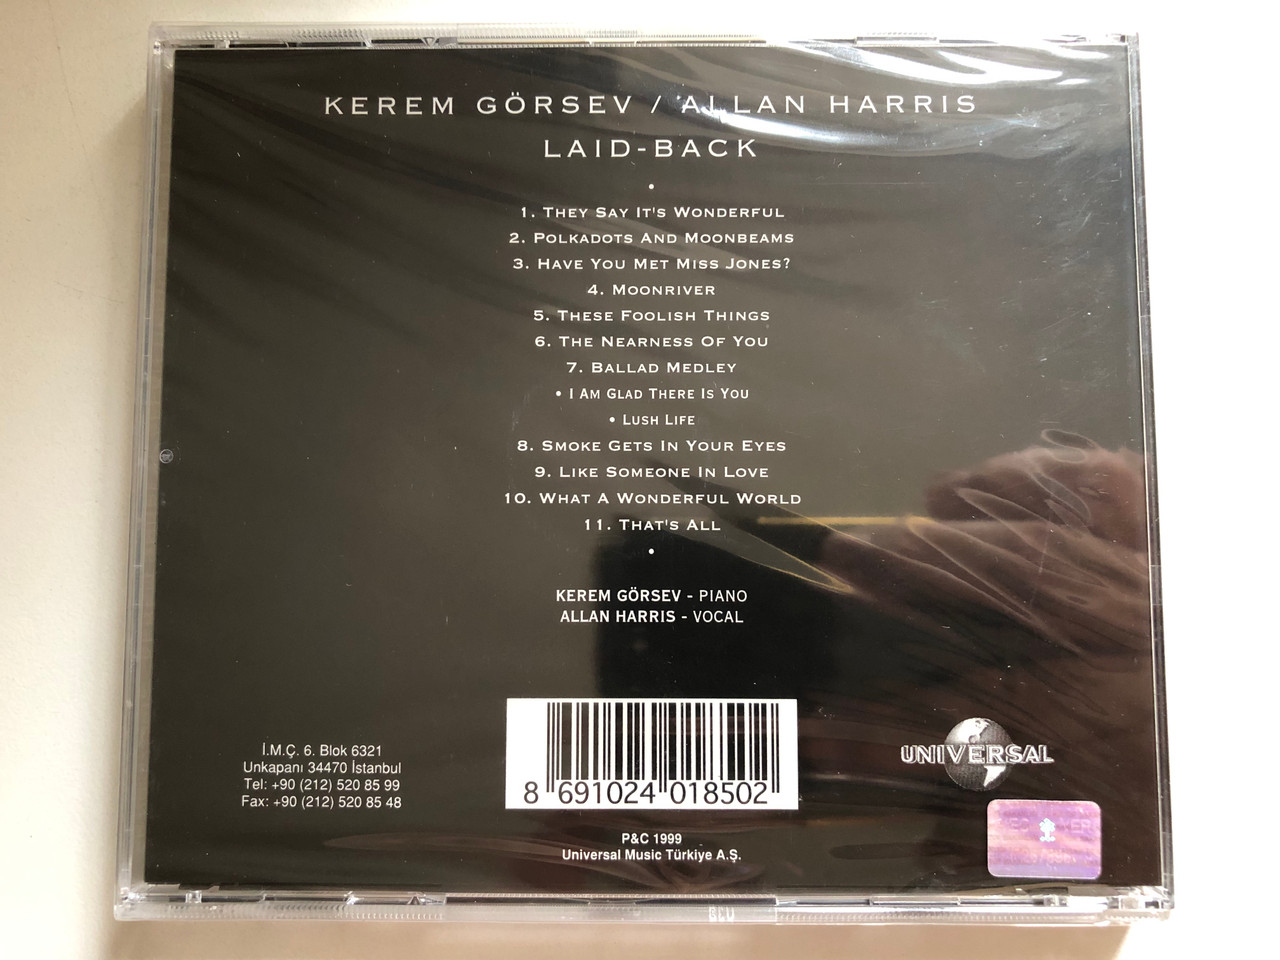 KEREM GÖRSEV / ALLAN HARRIS
LAID-BACK
•
1. THEY SAY IT'S WONDERFUL
2. POLKADOTS AND MOONBEAMS
3. HAVE YOU MET MISS JONES?
4. MOONRIVER
5. THESE FOOLISH THINGS
6. THE NEARNESS OF YOU
7. BALLAD MEDLEY
• I AM GLAD THERE IS YOU
• LUSH LIFE
8. SMOKE GETS IN YOUR EYES
9. LIKE SOMEONE IN LOVE
10. WHAT A WONDERFUL WORLD
11. THAT'S ALL
•
KEREM GÖRSEV - PIANO
ALLAN HARRIS - VOCAL
İ.M.Ç. 6. Blok 6321
Unkapanı 34470 İstanbul
Tel: +90 (212) 520 85 99
Fax: +90 (212) 520 85 48
8 691024 018502
P&C 1999
Universal Music Türkiye A.Ş.
UNIVERSAL